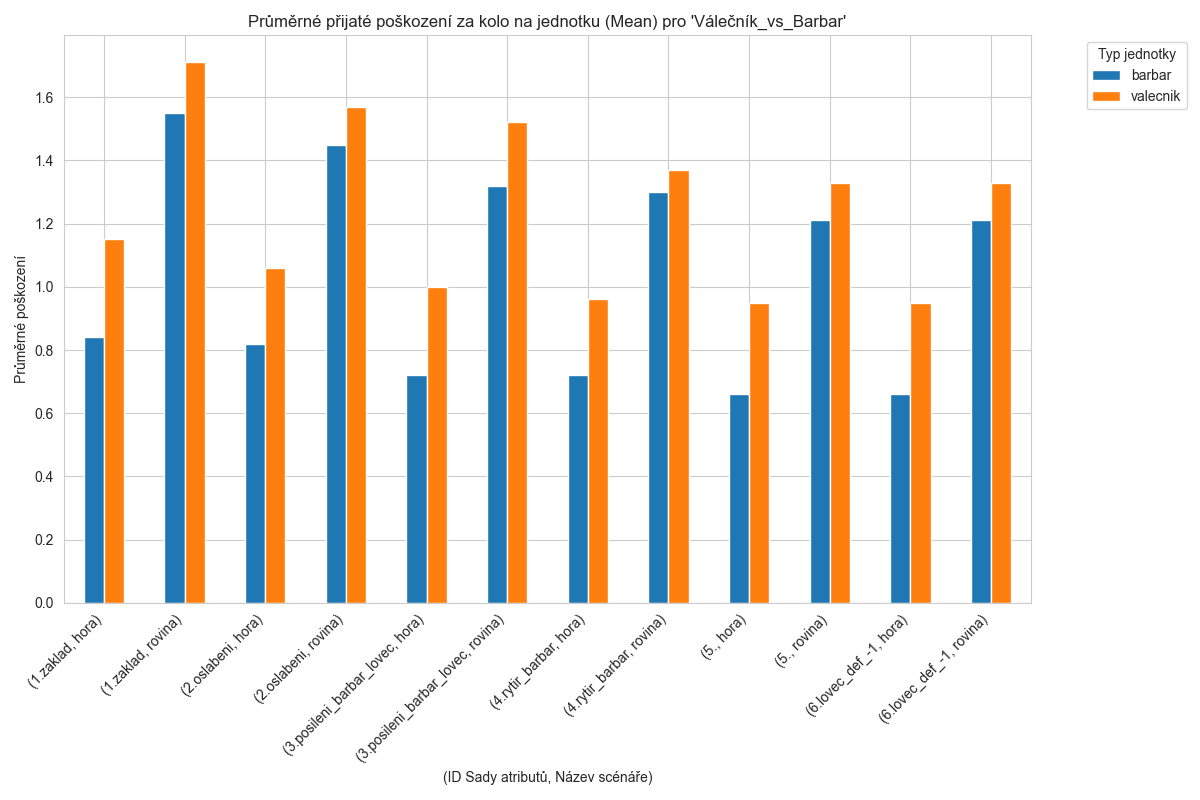 Průměrné přijaté poškození za kolo na jednotku (Mean) pro 'Válečník_vs_Barbar'
Typ jednotky
barbar
valecnik
Průměrné poškození
1.6
1.4
1.2
1.0
0.8
0.6
0.4
0.2
0.0
(1.zaklad, hora)
(1.zaklad, rovina)
(2.oslabeni, hora)
(2.oslabeni, rovina)
(3.posileni_barbar_lovec, hora)
(3.posileni_barbar_lovec, rovina)
(4.rytir_barbar, hora)
(4.rytir_barbar, rovina)
(5., hora)
(5., rovina)
(6.lovec_def_-1, hora)
(6.lovec_def_-1, rovina)
(ID Sady atributů, Název scénáře)